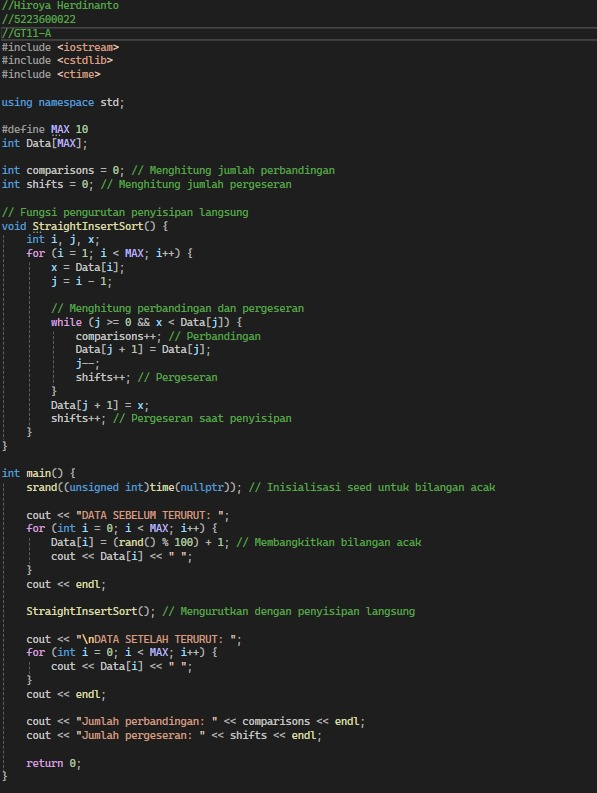 //Hiroya Herdinanto
//5223600022
//GT11-A
#include <iostream>
#include <cstdlib>
#include <ctime>

using namespace std;

#define MAX 10
int Data[MAX];

int comparisons = 0; // Menghitung jumlah perbandingan
int shifts = 0; // Menghitung jumlah pergeseran

// Fungsi pengurutan penyisipan langsung
void StraightInsertSort() {
    int i, j, x;
    for (i = 1; i < MAX; i++) {
        x = Data[i];
        j = i - 1;

        // Menghitung perbandingan dan pergeseran
        while (j >= 0 && x < Data[j]) {
            comparisons++; // Perbandingan
            Data[j + 1] = Data[j];
            j--;
            shifts++; // Pergeseran
        }
        Data[j + 1] = x;
        shifts++; // Pergeseran saat penyisipan
    }
}

int main() {
    srand((unsigned int)time(nullptr)); // Inisialisasi seed untuk bilangan acak

    cout << "DATA SEBELUM TERURUT: ";
    for (int i = 0; i < MAX; i++) {
        Data[i] = (rand() % 100) + 1; // Membangkitkan bilangan acak
        cout << Data[i] << " ";
    }
    cout << endl;

    StraightInsertSort(); // Mengurutkan dengan penyisipan langsung

    cout << "\nDATA SETELAH TERURUT: ";
    for (int i = 0; i < MAX; i++) {
        cout << Data[i] << " ";
    }
    cout << endl;

    cout << "Jumlah perbandingan: " << comparisons << endl;
    cout << "Jumlah pergeseran: " << shifts << endl;

    return 0;
}